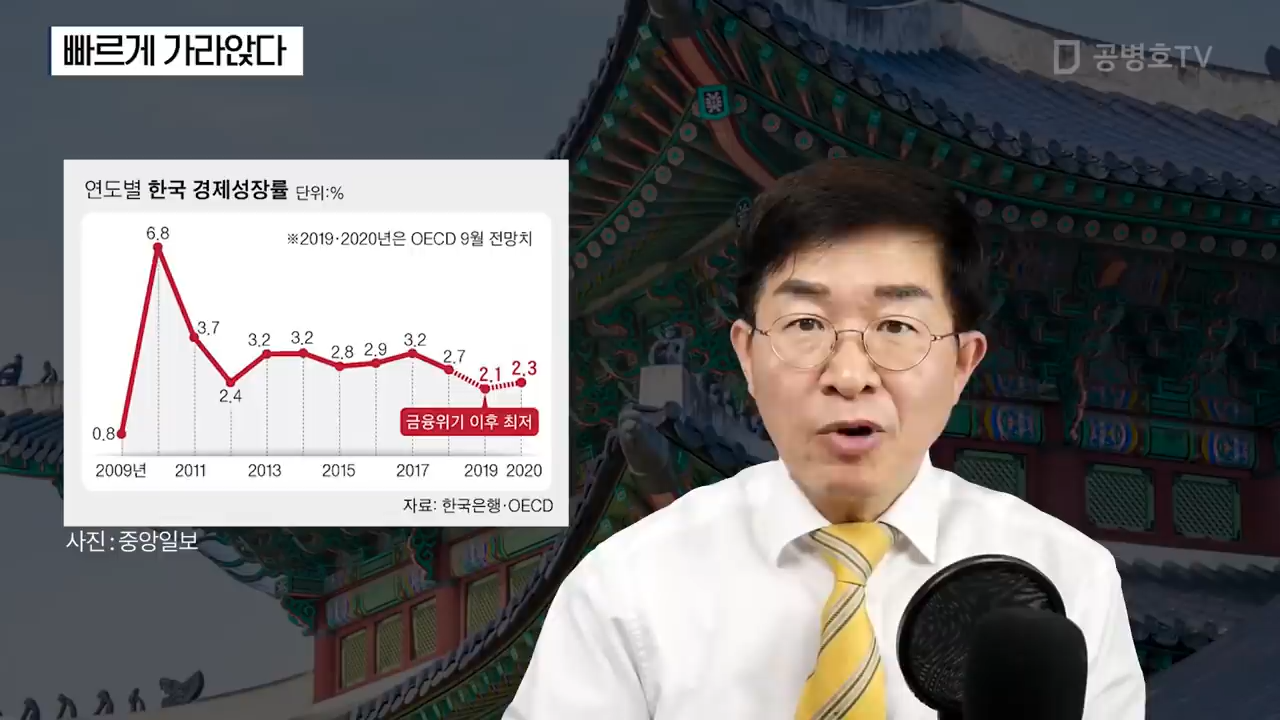 빠르게 가라앉다
공병호TV
연도별 한국 경제성장률 단위:%
※2019·2020년은 OECD 9월 전망치
0.8
6.8
3.7
2.4
3.2
3.2
2.8
2.9
3.2
2.7
2.1
2.3
금융위기 이후 최저
2009년 2011 2013 2015 2017 2019 2020
자료: 한국은행·OECD
사진:중앙일보